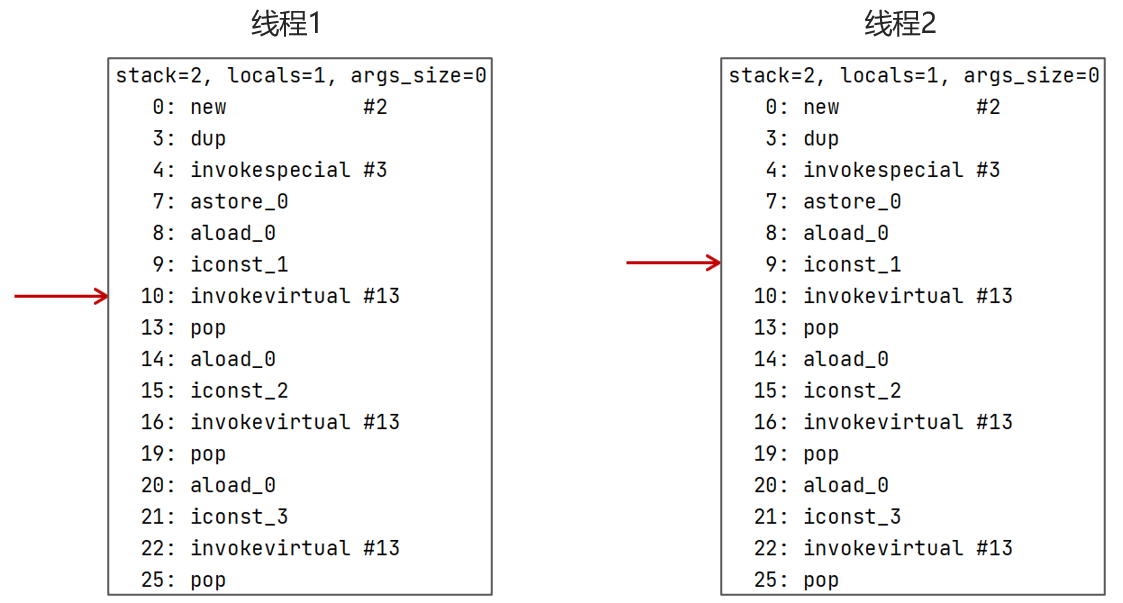 线程1
stack=2, locals=1, args_size=0
0: new #2
3: dup
4: invokespecial #3
7: astore_0
8: aload_0
9: iconst_1
10: invokevirtual #13
13: pop
14: aload_0
15: iconst_2
16: invokevirtual #13
19: pop
20: aload_0
21: iconst_3
22: invokevirtual #13
25: pop
线程2
stack=2, locals=1, args_size=0
0: new #2
3: dup
4: invokespecial #3
7: astore_0
8: aload_0
9: iconst_1
10: invokevirtual #13
13: pop
14: aload_0
15: iconst_2
16: invokevirtual #13
19: pop
20: aload_0
21: iconst_3
22: invokevirtual #13
25: pop